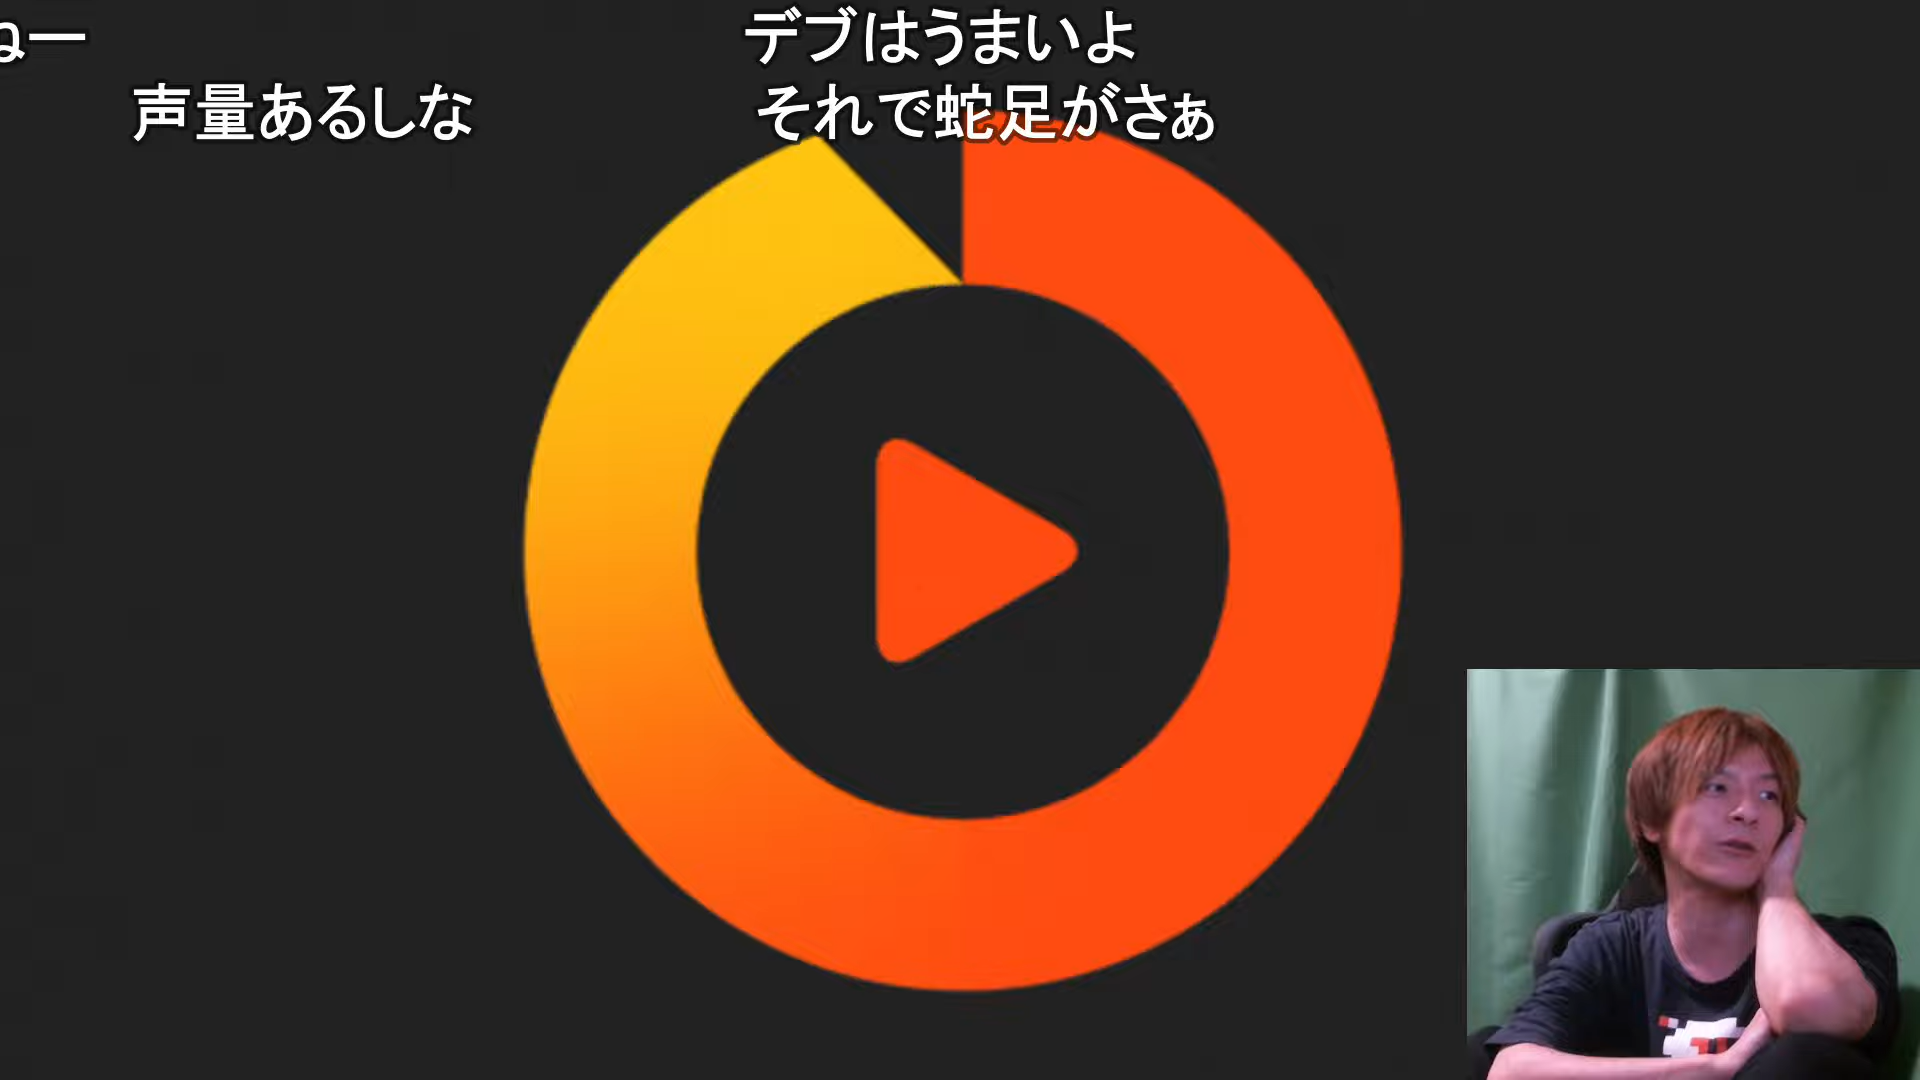 ねー
デブはうまいよ
声量あるしな
それで蛇足がさぁ